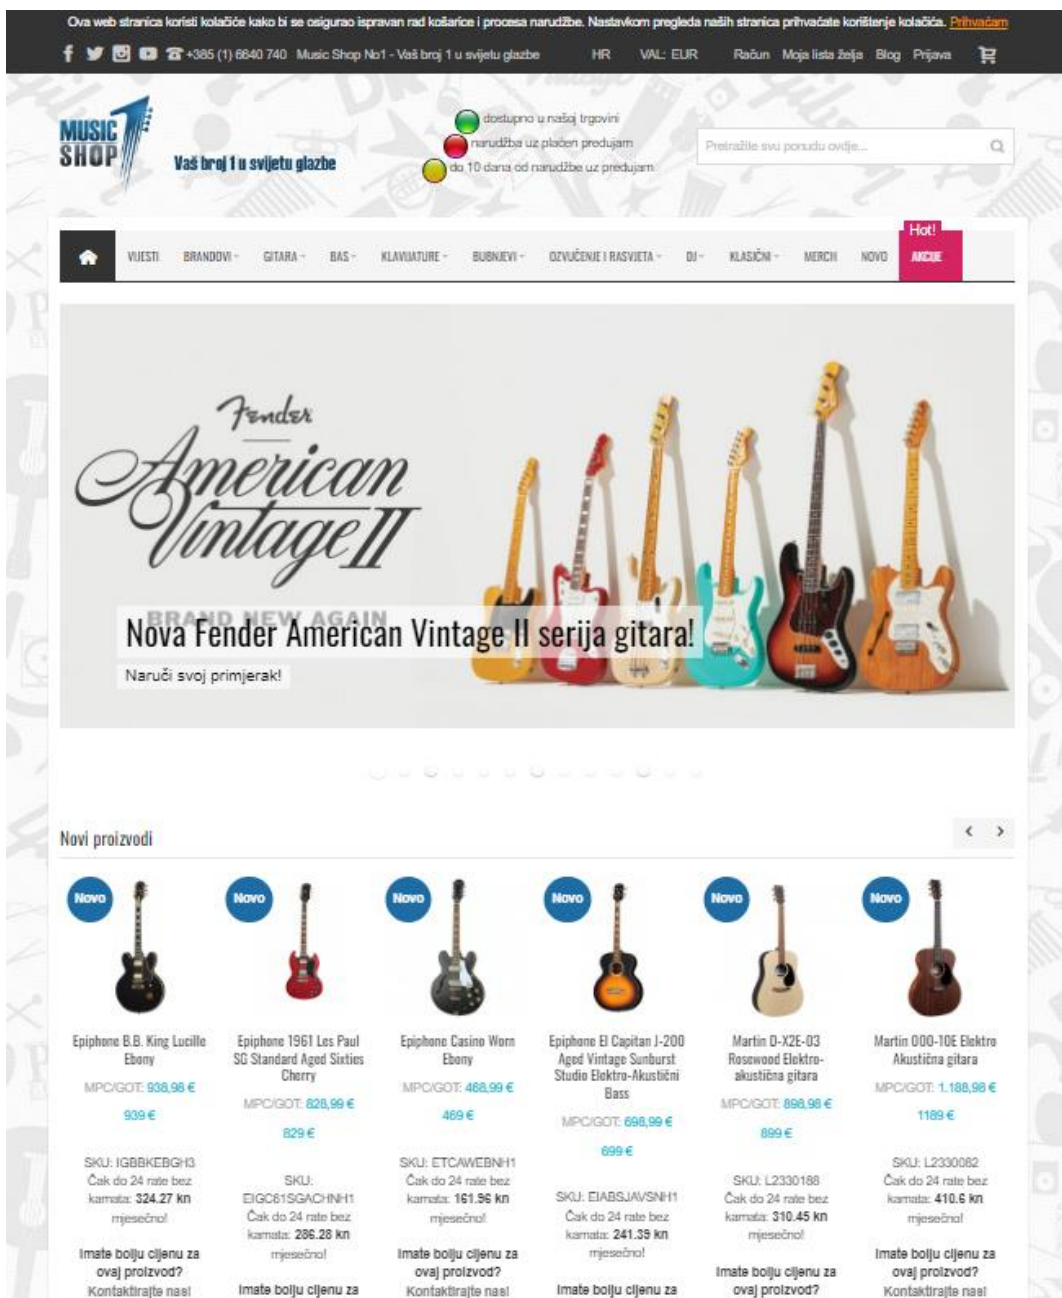 Ova web stranica koristi kolačiće kako bi se osigurao ispravan rad košarice i procesa narudžbe. Nastavkom pregleda naših stranica prihvaćate korištenje kolačića. Prihvaćam
+385 (1) 6640 740 Music Shop No1 - Vaš broj 1 u svijetu glazbe HR VAL: EUR Račun Moja lista želja Blog Prijava
MUSIC
SHOP
Vaš broj 1 u svijetu glazbe
dostupno u našoj trgovini
narudžba uz plaćen predujam
do 10 dana od narudžbe uz predujam
Pretražite svu ponudu ovdje...
Hot!
VIJESTI BRANDOVI GITARA BAS KLAVIJATURE BUBNJEVI OZVUČENJE I RASVJETA DJ KLASIČNI MERCH NOVO AKCIJE
Fender
American
Vintage II
BRAND NEW AGAIN
Nova Fender American Vintage II serija gitara!
Naruči svoj primjerak!
Novi proizvodi
Novo
Epiphone B.B. King Lucille
Ebony
MPC/GOT: 938,98 €
939 €
SKU: IGBBKEBGH3
Čak do 24 rate bez
kamata: 324.27 kn
mjesečno!
Imate bolju cijenu za
ovaj proizvod?
Kontaktirajte nas!
Novo
Epiphone 1961 Les Paul
SG Standard Aged Sixties
Cherry
MPC/GOT: 828,99 €
829 €
SKU:
EIGC61SGACHNH1
Čak do 24 rate bez
kamata: 286.28 kn
mjesečno!
Imate bolju cijenu za
Novo
Epiphone Casino Worn
Ebony
MPC/GOT: 468,99 €
469 €
SKU: ETCAWEBNH1
Čak do 24 rate bez
kamata: 161.96 kn
mjesečno!
Imate bolju cijenu za
ovaj proizvod?
Kontaktirajte nas!
Novo
Epiphone El Capitan J-200
Aged Vintage Sunburst
Studio Elektro-Akustični
Bass
MPC/GOT: 698,99 €
699 €
SKU: EIABSJAVSNH1
Čak do 24 rate bez
kamata: 241.39 kn
mjesečno!
Imate bolju cijenu za
Novo
Martin D-X2E-03
Rosewood Elektro-
akustična gitara
MPC/GOT: 898,98 €
899 €
SKU: L2330188
Čak do 24 rate bez
kamata: 310.45 kn
mjesečno!
Imate bolju cijenu za
ovaj proizvod?
Novo
Martin 000-10E Elektro
Akustična gitara
MPC/GOT: 1.188,98 €
1189 €
SKU: L2330082
Čak do 24 rate bez
kamata: 410.6 kn
mjesečno!
Imate bolju cijenu za
ovaj proizvod?
Kontaktirajte nas!